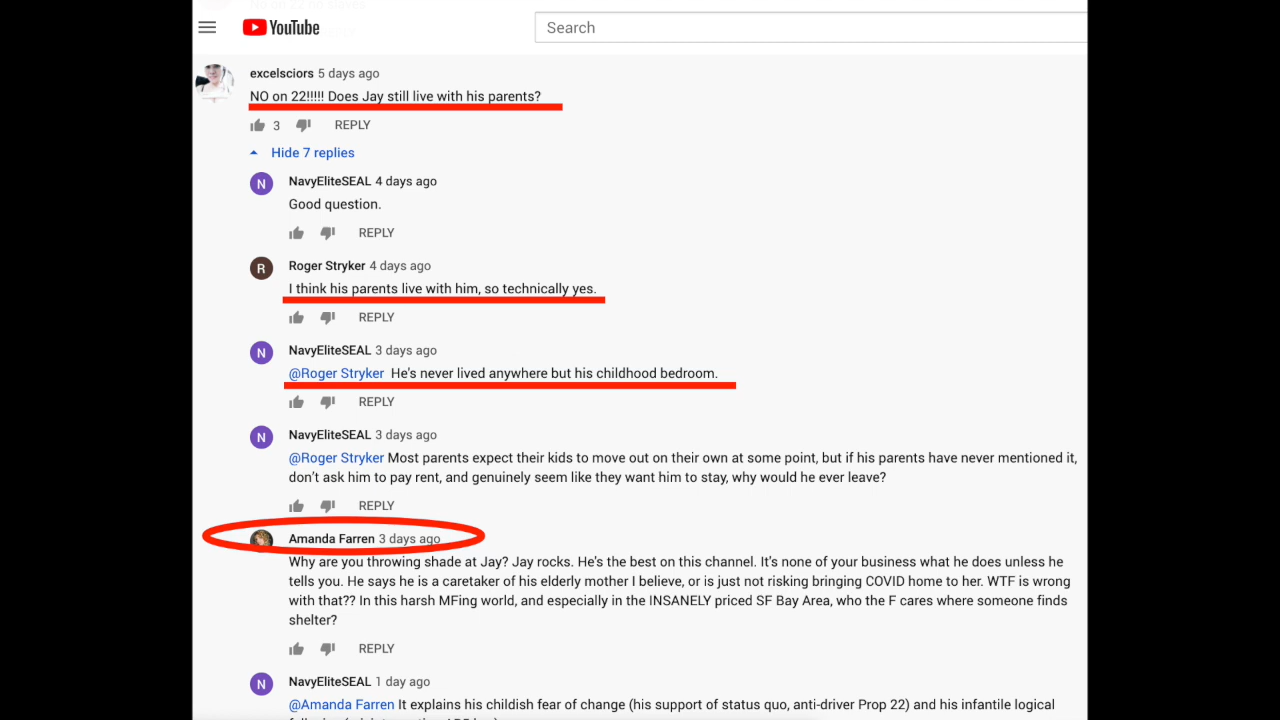 YouTube
Search
excelsciors 5 days ago
NO on 22!!!!! Does Jay still live with his parents?
3 REPLY
Hide 7 replies
N NavyEliteSEAL 4 days ago
Good question.
REPLY
R Roger Stryker 4 days ago
I think his parents live with him, so technically yes.
REPLY
N NavyEliteSEAL 3 days ago
@Roger Stryker He's never lived anywhere but his childhood bedroom.
REPLY
N NavyEliteSEAL 3 days ago
@Roger Stryker Most parents expect their kids to move out on their own at some point, but if his parents have never mentioned it,
don't ask him to pay rent, and genuinely seem like they want him to stay, why would he ever leave?
REPLY
Amanda Farren 3 days ago
Why are you throwing shade at Jay? Jay rocks. He's the best on this channel. It's none of your business what he does unless he
tells you. He says he is a caretaker of his elderly mother I believe, or is just not risking bringing COVID home to her. WTF is wrong
with that?? In this harsh MFing world, and especially in the INSANELY priced SF Bay Area, who the F cares where someone finds
shelter?
REPLY
N NavyEliteSEAL 1 day ago
@Amanda Farren It explains his childish fear of change (his support of status quo, anti-driver Prop 22) and his infantile logical